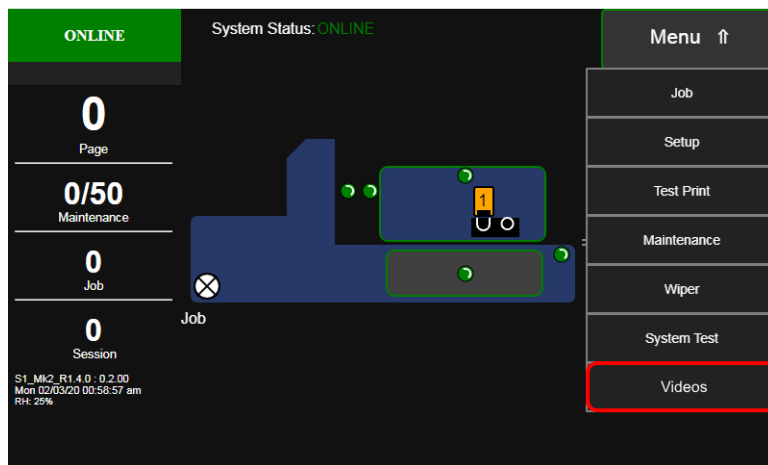 ONLINE
System Status: ONLINE
Menu ⇑
0
Page
0/50
Maintenance
0
Job
0
Session
S1_Mk2_R1.4.0 : 0.2.00
Mon 02/03/20 00:58:57 am
RH: 25%
1
Job
Job
Setup
Test Print
Maintenance
Wiper
System Test
Videos